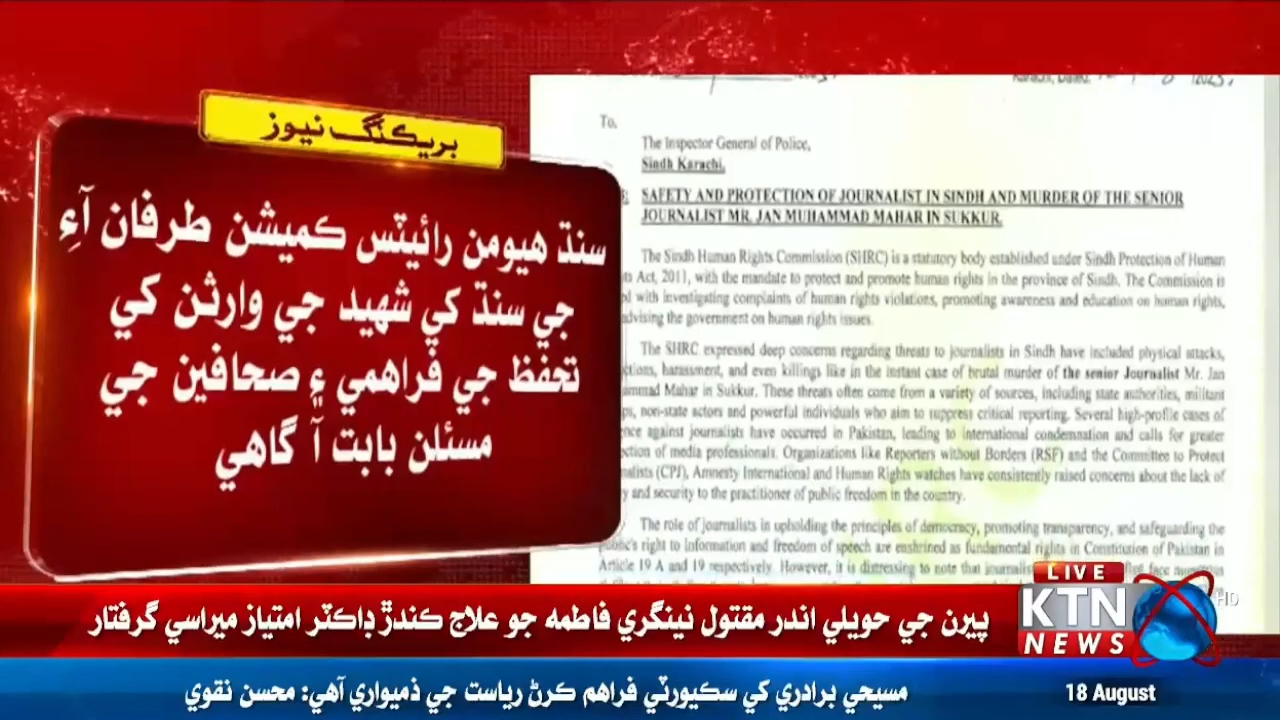 بريڪنگ نيوز
سنڌ هيومن رائيٽس ڪميشن طرفان آءِ
جي سنڌ کي شهيد جي وارثن کي
تحفظ جي فراهمي ۽ صحافين جي
مسئلن بابت آگاهي
To,
The Inspector General of Police,
Sindh Karachi.
SAFETY AND PROTECTION OF JOURNALIST IN SINDH AND MURDER OF THE SENIOR
JOURNALIST MR. JAN MUHAMMAD MAHAR IN SUKKUR.
The Sindh Human Rights Commission (SHRC) is a statutory body established under Sindh Protection of Human
Act, 2011, with the mandate to protect and promote human rights in the province of Sindh. The Commission is
with investigating complaints of human rights violations, promoting awareness and education on human rights,
advising the government on human rights issues.
The SHRC expressed deep concerns regarding threats to journalists in Sindh have included physical attacks,
harassment, and even killings like in the instant case of brutal murder of the senior Journalist Mr. Jan
Mahar in Sukkur. These threats often come from a variety of sources, including state authorities, militant
non-state actors and powerful individuals who aim to suppress critical reporting. Several high-profile cases of
against journalists have occurred in Pakistan, leading to international condemnation and calls for greater
of media professionals. Organizations like Reporters without Borders (RSF) and the Committee to Protect
(CPJ), Amnesty International and Human Rights watches have consistently raised concerns about the lack of
and security to the practitioner of public freedom in the country.
The role of journalists in upholding the principles of democracy, promoting transparency, and safeguarding the
right to information and freedom of speech are enshrined as fundamental rights in Constitution of Pakistan in
Article 19 A and 19 respectively. However, it is distressing to note that
LIVE
KTN
NEWS
HD
پيرن جي حويلي اندر مقتول نينگري فاطمه جو علاج ڪندڙ ڊاڪٽر امتياز ميراسي گرفتار
مسيحي برادري کي سڪيورٽي فراهم ڪرڻ رياست جي ذميواري آهي: محسن نقوي
18 August